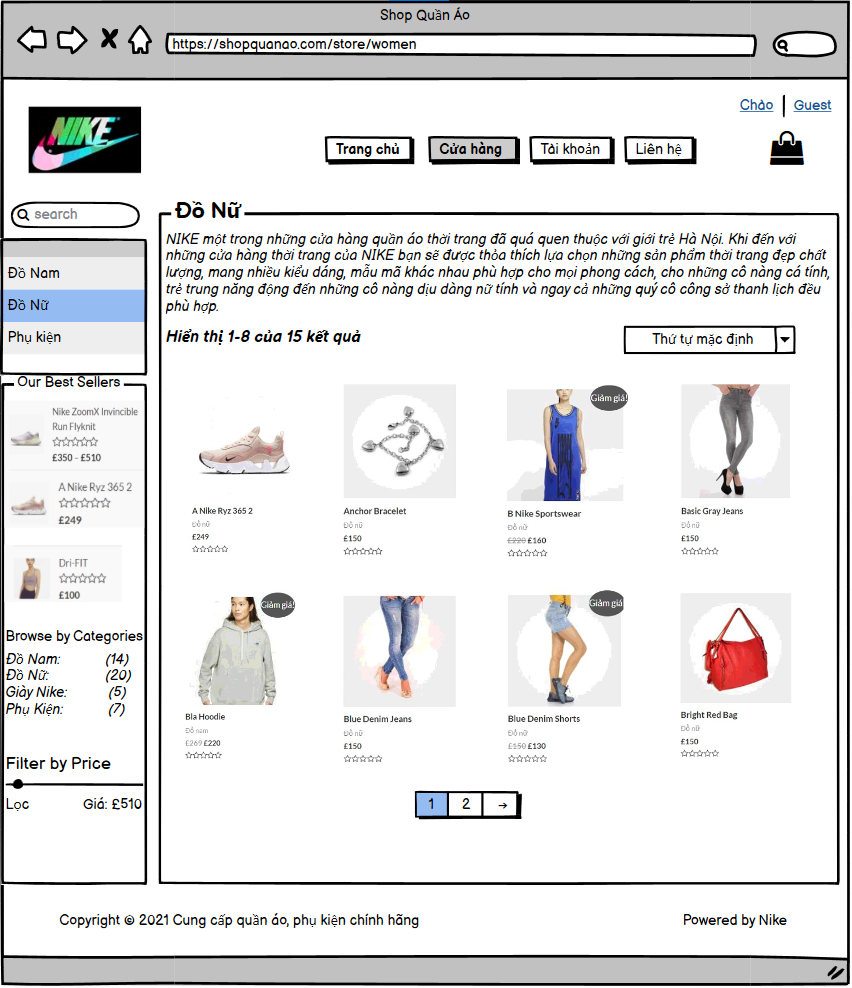 Shop Quần Áo
https://shopquanao.com/store/women
Chào
Guest
NIKE
Trang chủ
Cửa hàng
Tài khoản
Liên hệ
search
Đồ Nam
Đồ Nữ
Phụ kiện
Our Best Sellers
Nike ZoomX Invincible
Run Flyknit
£350 - £510
A Nike Ryz 365 2
£249
Dri-FIT
£100
Browse by Categories
Đồ Nam: (14)
Đồ Nữ: (20)
Giày Nike: (5)
Phụ Kiện: (7)
Filter by Price
Lọc Giá: £510
Đồ Nữ
NIKE một trong những cửa hàng quần áo thời trang đã quá quen thuộc với giới trẻ Hà Nội. Khi đến với
những cửa hàng thời trang của NIKE bạn sẽ được thỏa thích lựa chọn những sản phẩm thời trang đẹp chất
lượng, mang nhiều kiểu dáng, mẫu mã khác nhau phù hợp cho mọi phong cách, cho những cô nàng cá tính,
trẻ trung năng động đến những cô nàng dịu dàng nữ tính và ngay cả những quý cô công sở thanh lịch đều
phù hợp.
Hiển thị 1-8 của 15 kết quả
Thứ tự mặc định
A Nike Ryz 365 2
Đồ nữ
£249
Anchor Bracelet
Đồ nữ
£150
Giảm giá!
B Nike Sportswear
Đồ nữ
£220 £160
Basic Gray Jeans
Đồ nữ
£150
Giảm giá!
Bla Hoodie
Đồ nam
£269 £220
Blue Denim Jeans
Đồ nữ
£150
Giảm giá!
Blue Denim Shorts
Đồ nữ
£150 £130
Bright Red Bag
Đồ nữ
£150
1 2 →
Copyright © 2021 Cung cấp quần áo, phụ kiện chính hãng
Powered by Nike